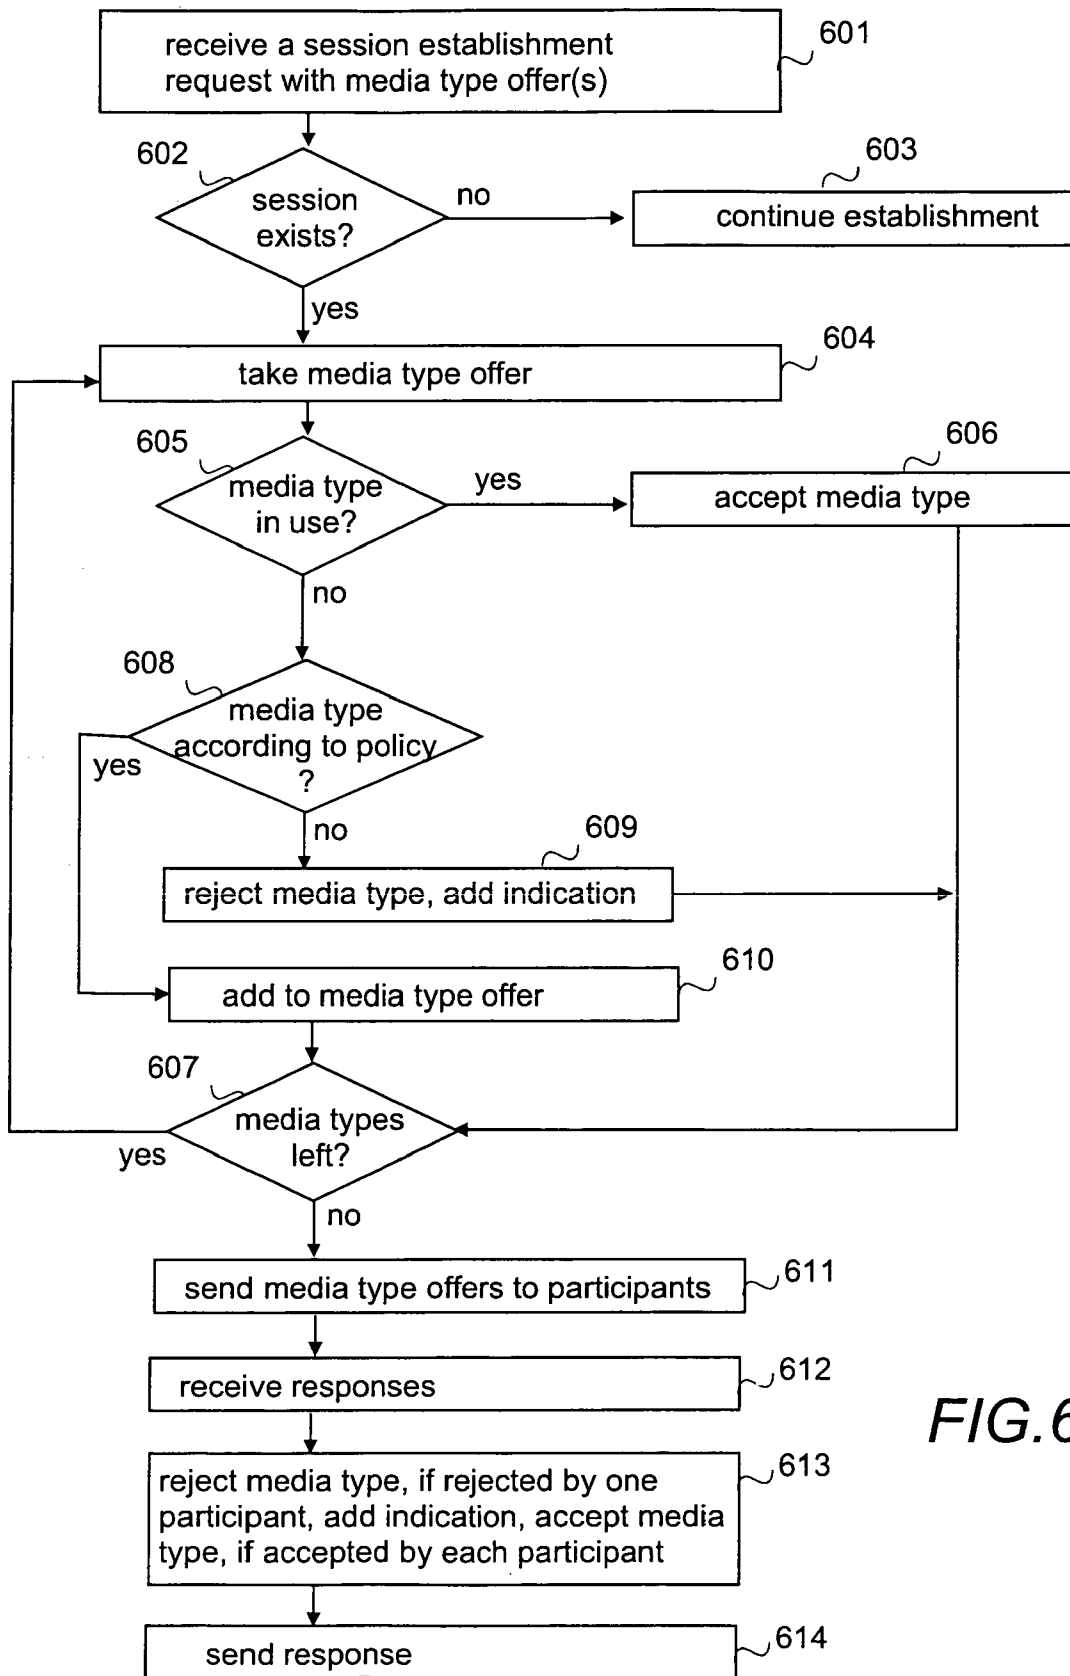 601
receive a session establishment
request with media type offer(s)
602
session
exists?
no
603
continue establishment
yes
604
take media type offer
605
media type
in use?
yes
606
accept media type
no
608
media type
according to policy
?
yes
no
609
reject media type, add indication
610
add to media type offer
607
media types
left?
yes
no
send media type offers to participants
611
receive responses
612
FIG.6
reject media type, if rejected by one
participant, add indication, accept media
type, if accepted by each participant
613
send response
614